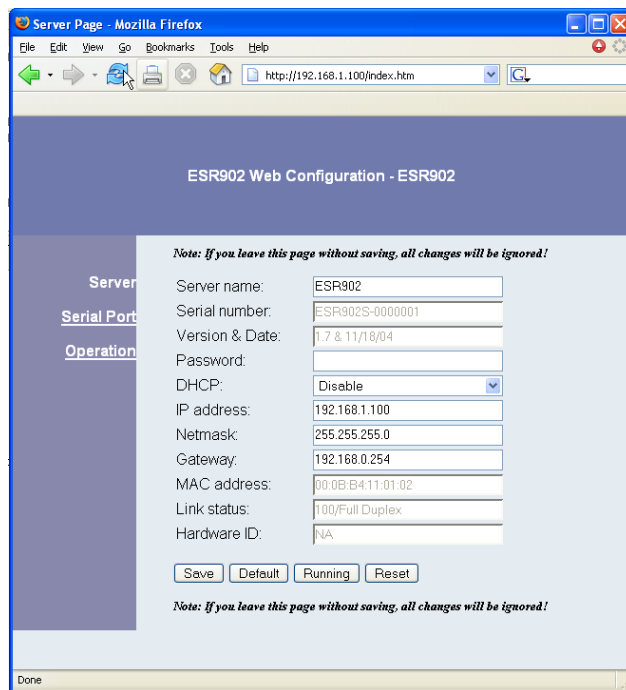 Server Page - Mozilla Firefox
File Edit View Go Bookmarks Tools Help
http://192.168.1.100/index.htm G
ESR902 Web Configuration - ESR902
Note: If you leave this page without saving, all changes will be ignored!
Server
Serial Port
Operation
Server name: ESR902
Serial number: ESR902S-0000001
Version & Date: 1.7 & 11/18/04
Password:
DHCP: Disable
IP address: 192.168.1.100
Netmask: 255.255.255.0
Gateway: 192.168.0.254
MAC address: 00:0B:B4:11:01:02
Link status: 100/Full Duplex
Hardware ID: NA
Save Default Running Reset
Note: If you leave this page without saving, all changes will be ignored!
Done